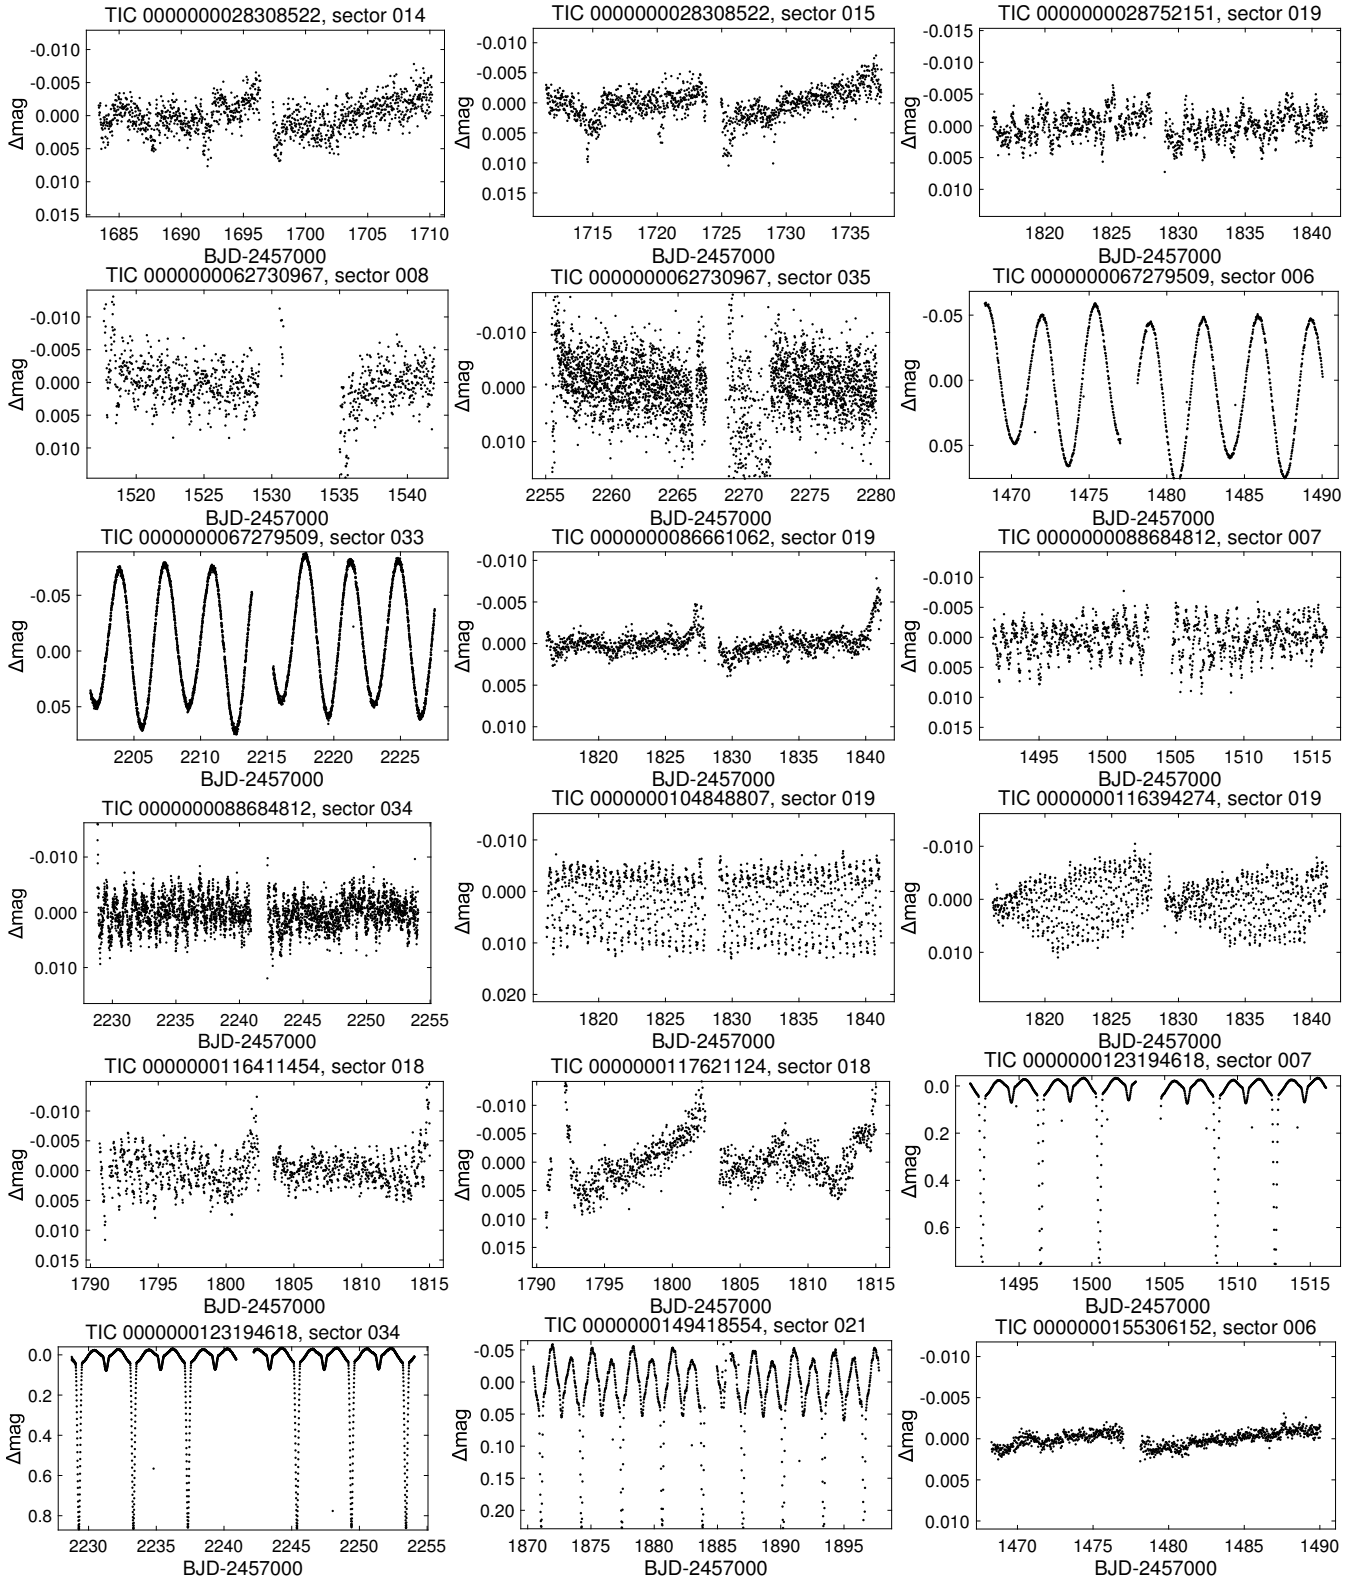 TIC 0000000028308522, sector 014
TIC 0000000028308522, sector 015
TIC 0000000028752151, sector 019
-0.010
-0.005
0.000
0.005
0.010
0.015
Δmag
1685 1690 1695 1700 1705 1710
BJD-2457000
-0.010
-0.005
0.000
0.005
0.010
0.015
Δmag
1715 1720 1725 1730 1735
BJD-2457000
-0.015
-0.010
-0.005
0.000
0.005
0.010
Δmag
1820 1825 1830 1835 1840
BJD-2457000
TIC 0000000062730967, sector 008
TIC 0000000062730967, sector 035
TIC 0000000067279509, sector 006
-0.010
-0.005
0.000
0.005
0.010
Δmag
1520 1525 1530 1535 1540
BJD-2457000
-0.010
0.000
0.010
Δmag
2255 2260 2265 2270 2275 2280
BJD-2457000
-0.05
0.00
0.05
Δmag
1470 1475 1480 1485 1490
BJD-2457000
TIC 0000000067279509, sector 033
TIC 0000000086661062, sector 019
TIC 0000000088684812, sector 007
-0.05
0.00
0.05
Δmag
2205 2210 2215 2220 2225
BJD-2457000
-0.010
-0.005
0.000
0.005
0.010
Δmag
1820 1825 1830 1835 1840
BJD-2457000
-0.010
-0.005
0.000
0.005
0.010
0.015
Δmag
1495 1500 1505 1510 1515
BJD-2457000
TIC 0000000088684812, sector 034
TIC 0000000104848807, sector 019
TIC 0000000116394274, sector 019
-0.010
0.000
0.010
Δmag
2230 2235 2240 2245 2250 2255
BJD-2457000
-0.010
0.000
0.010
0.020
Δmag
1820 1825 1830 1835 1840
BJD-2457000
-0.010
0.000
0.010
Δmag
1820 1825 1830 1835 1840
BJD-2457000
TIC 0000000116411454, sector 018
TIC 0000000117621124, sector 018
TIC 0000000123194618, sector 007
-0.010
-0.005
0.000
0.005
0.010
0.015
Δmag
1790 1795 1800 1805 1810 1815
BJD-2457000
-0.010
-0.005
0.000
0.005
0.010
0.015
Δmag
1790 1795 1800 1805 1810 1815
BJD-2457000
0.0
0.2
0.4
0.6
Δmag
1495 1500 1505 1510 1515
BJD-2457000
TIC 0000000123194618, sector 034
TIC 0000000149418554, sector 021
TIC 0000000155306152, sector 006
0.0
0.2
0.4
0.6
0.8
Δmag
2230 2235 2240 2245 2250 2255
BJD-2457000
-0.05
0.00
0.05
0.10
0.15
0.20
Δmag
1870 1875 1880 1885 1890 1895
BJD-2457000
-0.010
-0.005
0.000
0.005
0.010
Δmag
1470 1475 1480 1485 1490
BJD-2457000